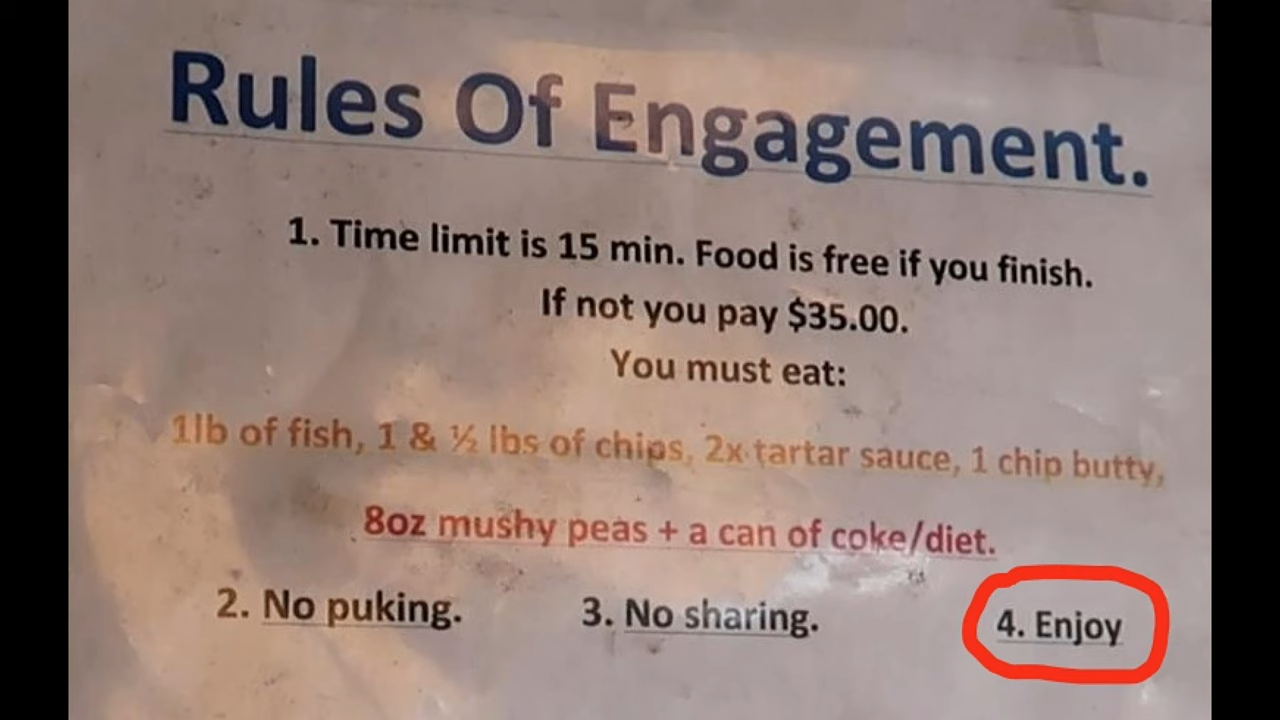 Rules Of Engagement.
1. Time limit is 15 min. Food is free if you finish.
If not you pay $35.00.
You must eat:
1lb of fish, 1 & ½ lbs of chips, 2x tartar sauce, 1 chip butty,
8oz mushy peas + a can of coke/diet.
2. No puking. 3. No sharing. 4. Enjoy